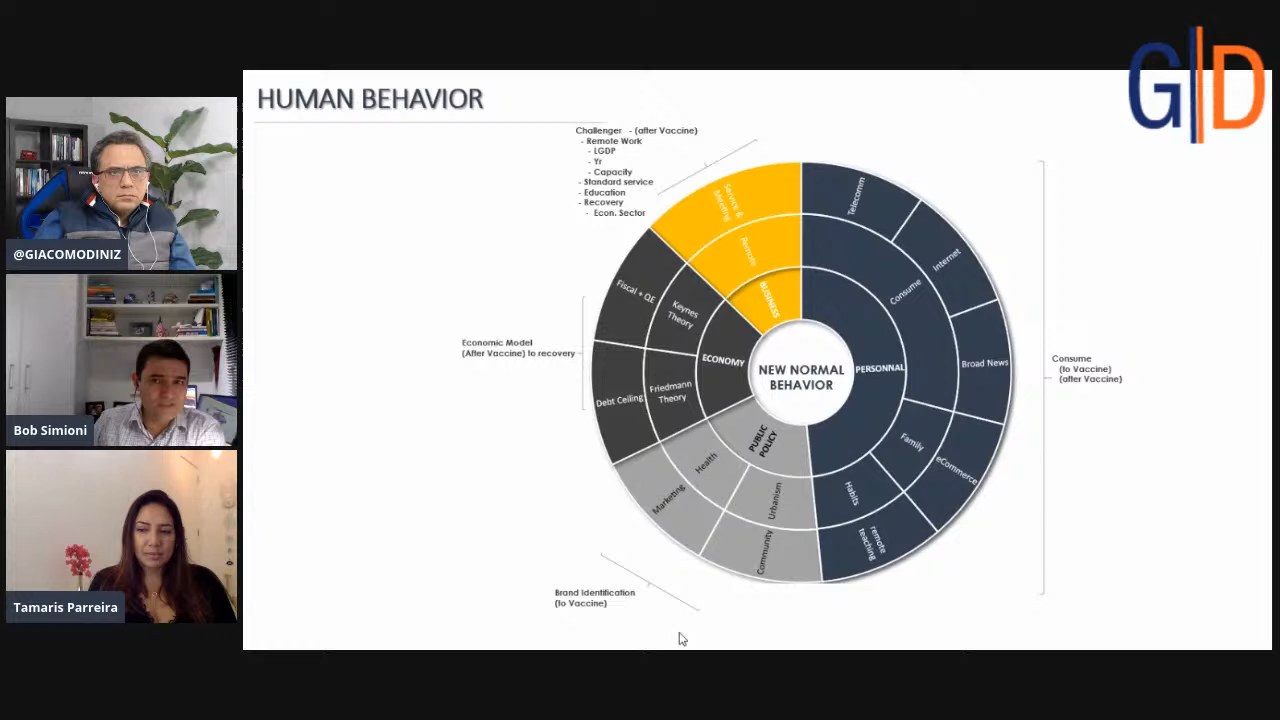 HUMAN BEHAVIOR
G|D
Challenger - (after Vaccine)
- Remote Work
- LGDP
- Yr
- Capacity
- Standard service
- Education
- Recovery
- Econ. Sector
Service &
Meeting
Remote
BUSINESS
Telecomm
Internet
Consume
Broad News
PERSONNAL
Family
eCommerce
Habits
remote
teaching
NEW NORMAL
BEHAVIOR
Fiscal + QE
Keynes
Theory
ECONOMY
Debt Ceiling
Friedmann
Theory
PUBLIC
POLICY
Health
Marketing
Urbanism
Community
Economic Model
(After Vaccine) to recovery
Consume
(to Vaccine)
(after Vaccine)
Brand Identification
(to Vaccine)
@GIACOMODINIZ
Bob Simioni
Tamaris Parreira